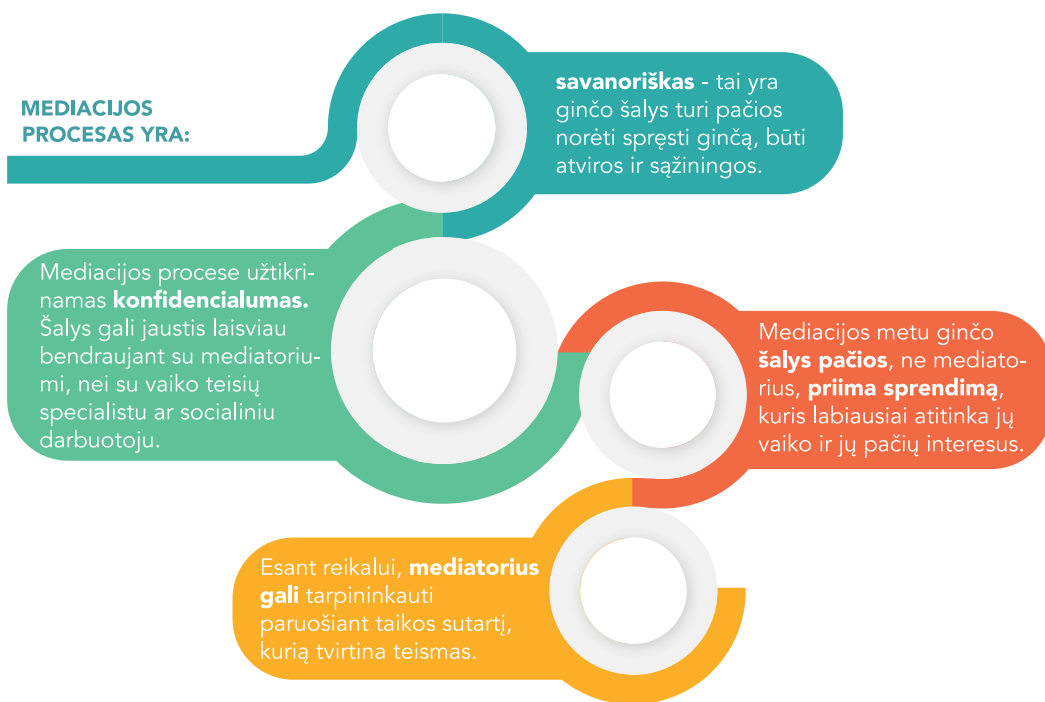 MEDIACIJOS
PROCESAS YRA:
savanoriškas - tai yra
ginčo šalys turi pačios
norėti spręsti ginčą, būti
atviros ir sąžiningos.
Mediacijos procese užtikri-
namas konfidencialumas.
Šalys gali jaustis laisviau
bendraujant su mediatoriu-
mi, nei su vaiko teisių
specialistu ar socialiniu
darbuotoju.
Mediacijos metu ginčo
šalys pačios, ne mediato-
rius, priima sprendimą,
kuris labiausiai atitinka jų
vaiko ir jų pačių interesus.
Esant reikalui, mediatorius
gali tarpininkauti
paruošiant taikos sutartį,
kurią tvirtina teismas.